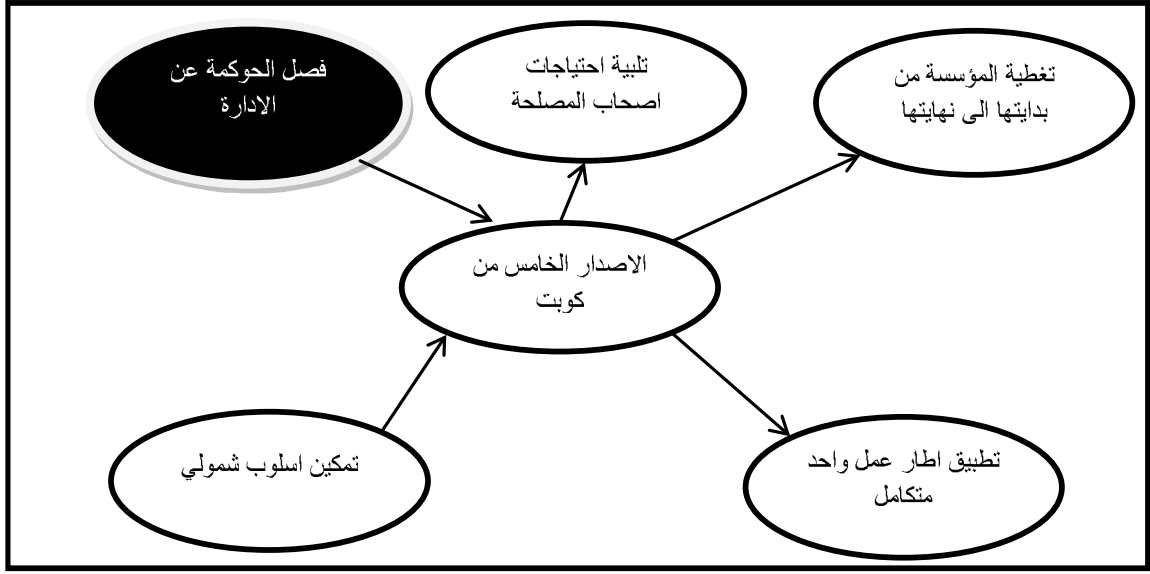 تغطية المؤسسة من
بدايتها الى نهايتها
تلبية احتياجات
اصحاب المصلحة
فصل الحوكمة عن
الادارة
الاصدار الخامس من
كوبت
تطبيق اطار عمل واحد
متكامل
تمكين اسلوب شمولي